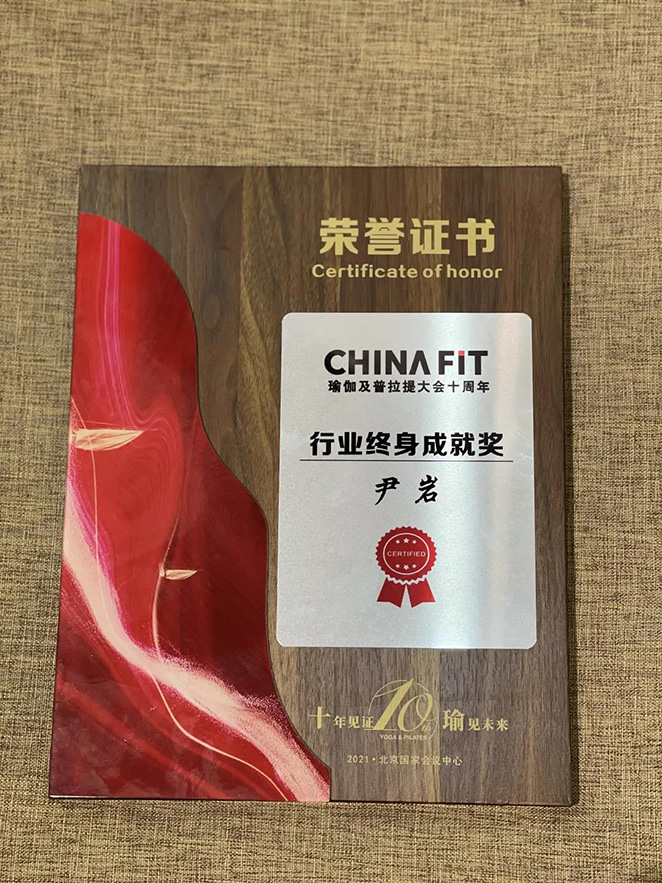 荣誉证书
Certificate of honor
CHINA FIT
瑜伽及普拉提大会十周年
行业终身成就奖
尹岩
CERTIFIED
十年见证 10 瑜见未来
YOGA & PILATES
2021·北京国家会议中心